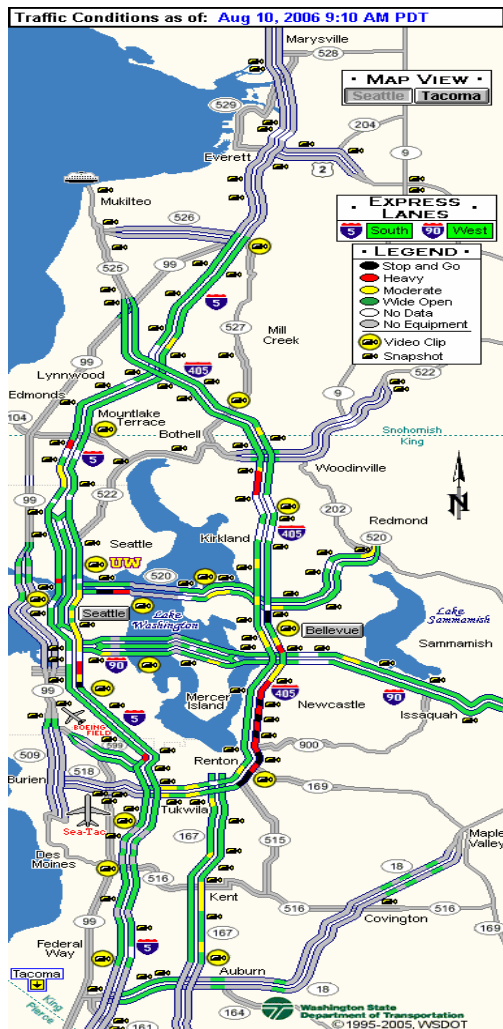 Traffic Conditions as of: Aug 10, 2006 9:10 AM PDT
Marysville
528
· MAP VIEW ·
Seattle Tacoma
529
204
Everett
9
2
Mukilteo
526
· EXPRESS LANES ·
5 South 90 West
· LEGEND ·
Stop and Go
Heavy
Moderate
Wide Open
No Data
No Equipment
Video Clip
Snapshot
525
99
5
527
Mill Creek
99
405
522
Lynnwood
Edmonds
9
104
Mountlake Terrace
Bothell
Snohomish
King
5
Woodinville
N
99
522
202
Redmond
Seattle
Kirkland
405
520
UW
520
Seattle
Lake Washington
Bellevue
Lake Sammamish
Sammamish
90
99
Mercer Island
405
Newcastle
90
Issaquah
5
BOEING FIELD
599
900
509
518
Renton
Burien
169
Sea-Tac
Tukwila
167
515
Maple Valley
Des Moines
516
18
Kent
516
516
99
167
Covington
Federal Way
5
Auburn
Tacoma
18
King
Pierce
164
161
Washington State
Department of Transportation
©1995-2005, WSDOT